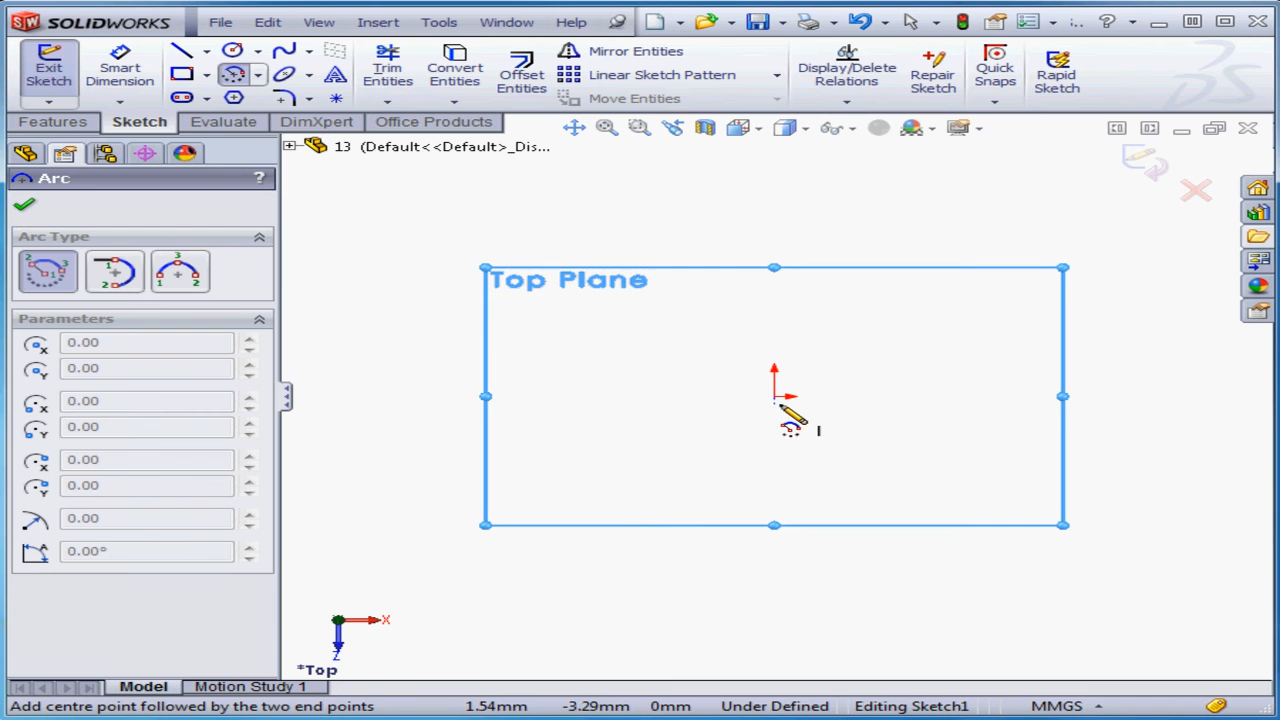 SOLIDWORKS File Edit View Insert Tools Window Help
Exit Sketch
Smart Dimension
Trim Entities
Convert Entities
Offset Entities
Mirror Entities
Linear Sketch Pattern
Move Entities
Display/Delete Relations
Repair Sketch
Quick Snaps
Rapid Sketch
Features Sketch Evaluate DimXpert Office Products
13 (Default<<Default>_Dis...
Arc ?
Arc Type
Parameters
0.00
0.00
0.00
0.00
0.00
0.00
0.00
0.00°
Top Plane
X
Z
*Top
Model Motion Study 1
Add centre point followed by the two end points 1.54mm -3.29mm 0mm Under Defined Editing Sketch1 MMGS